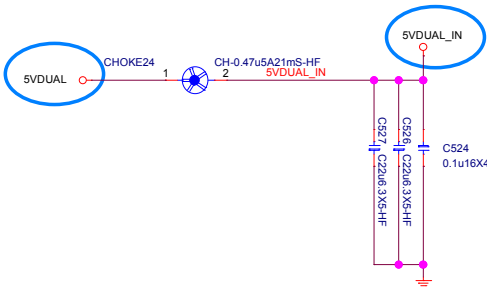 5VDUAL_IN
5VDUAL
CHOKE24
CH-0.47u5A21mS-HF
1
2
5VDUAL_IN
C527
C22u6.3X5-HF
C526
C22u6.3X5-HF
C524
0.1u16X4